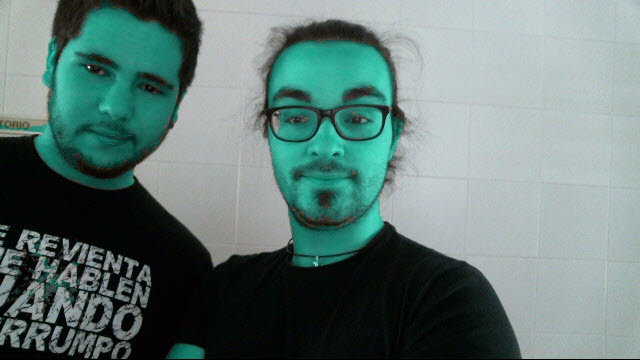 TORIO
E REVIENTA
E HABLEN
UANDO
RRUMPO